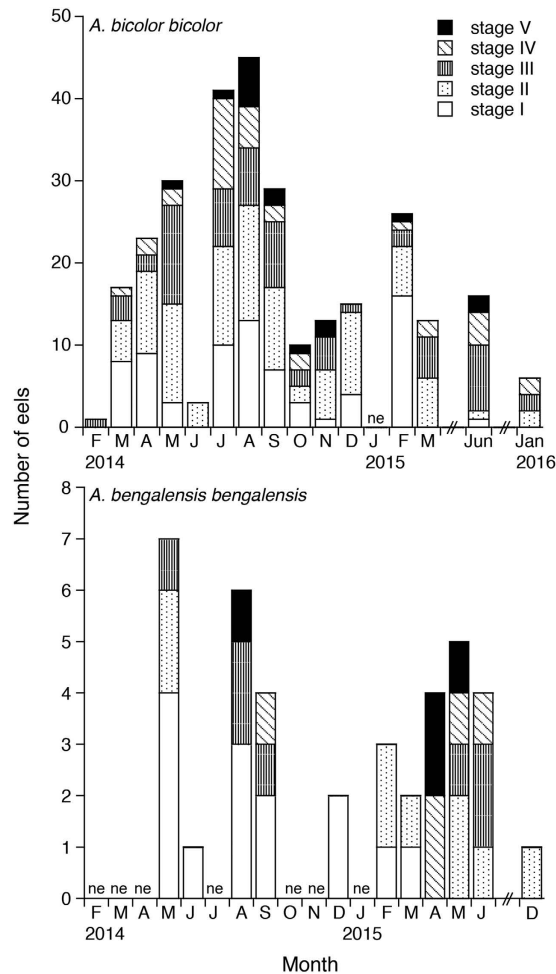 A. bicolor bicolor
stage V
stage IV
stage III
stage II
stage I
50
40
30
20
10
0
F M A M J J A S O N D J F M Jun Jan
ne
2014 2015 2016
Number of eels
A. bengalensis bengalensis
8
7
6
5
4
3
2
1
0
ne ne ne ne ne ne ne
F M A M J J A S O N D J F M A M J D
2014 2015
Month